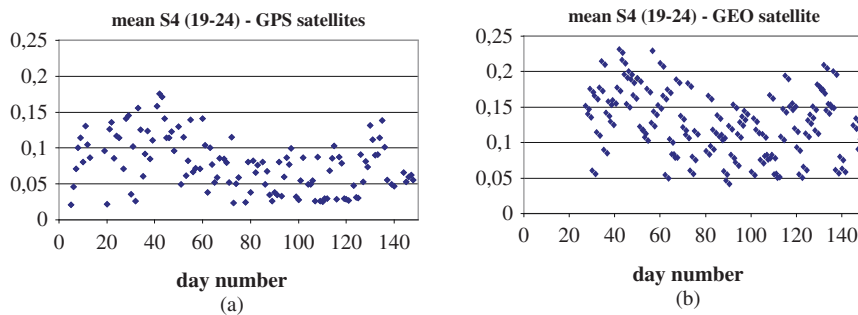 mean S4 (19-24) - GPS satellites
0,25
0,2
0,15
0,1
0,05
0
0 20 40 60 80 100 120 140
day number
(a)
mean S4 (19-24) - GEO satellite
0,25
0,2
0,15
0,1
0,05
0
20 40 60 80 100 120 140
day number
(b)